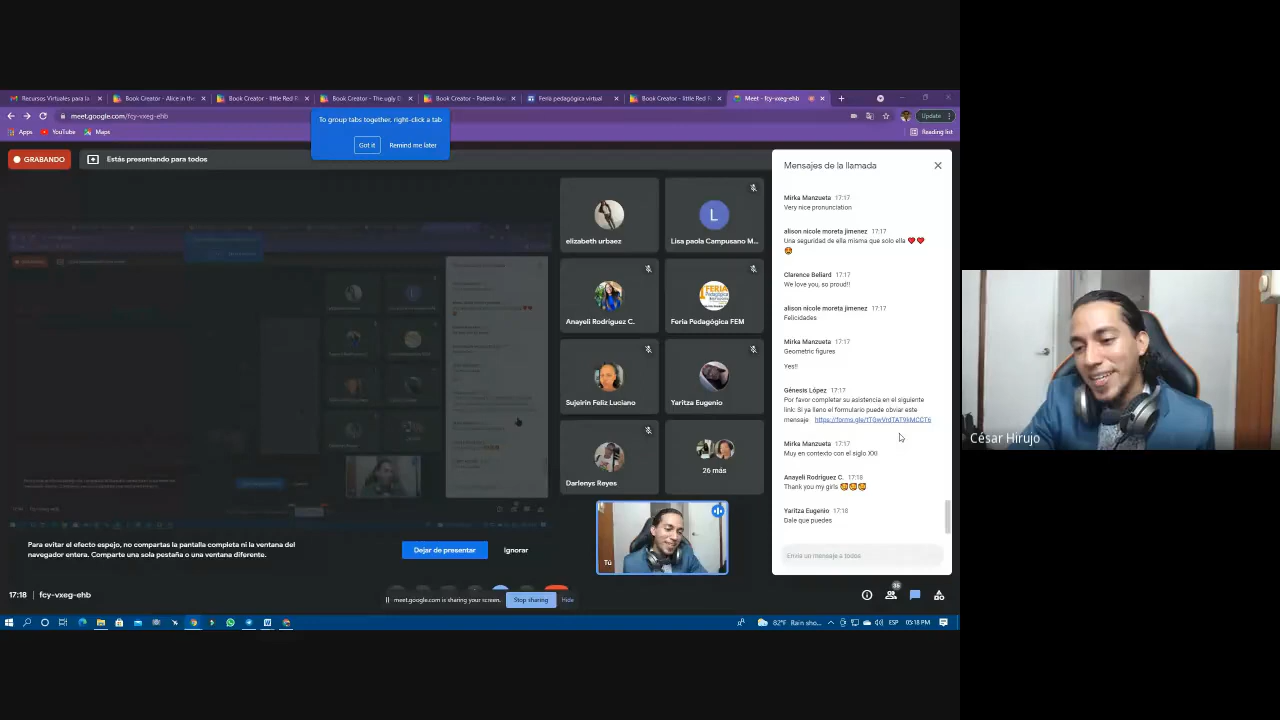 Recursos Virtuales para la
Book Creator - Alice in the
Book Creator - little Red R
Book Creator - The ugly D
Book Creator - Patient lov
Feria pedagógica virtual
Book Creator - little Red R
Meet - fcy-vxeg-ehb
meet.google.com/fcy-vxeg-ehb
Update
Apps
YouTube
Maps
Reading list
To group tabs together, right-click a tab
Got it
Remind me later
GRABANDO
Estás presentando para todos
elizabeth urbaez
L
Lisa paola Campusano M...
Anayeli Rodríguez C.
FERIA
Feria Pedagógica FEM
Sujeirin Feliz Luciano
Yaritza Eugenio
Darlenys Reyes
26 más
Tú
Mensajes de la llamada
Mirka Manzueta 17:17
Very nice pronunciation
alison nicole moreta jimenez 17:17
Una seguridad de ella misma que solo ella ❤️❤️
😍
Clarence Beliard 17:17
We love you, so proud!!
alison nicole moreta jimenez 17:17
Felicidades
Mirka Manzueta 17:17
Geometric figures
Yes!!
Génesis López 17:17
Por favor completar su asistencia en el siguiente
link: Si ya lleno el formulario puede obviar este
mensaje
Mirka Manzueta 17:17
Muy en contexto con el siglo XXI
Anayeli Rodríguez C. 17:18
Thank you my girls 🥰🥰🥰
Yaritza Eugenio 17:18
Dale que puedes
Envía un mensaje a todos
Para evitar el efecto espejo, no compartas la pantalla completa ni la ventana del
navegador entera. Comparte una sola pestaña o una ventana diferente.
Dejar de presentar
Ignorar
17:18
fcy-vxeg-ehb
meet.google.com is sharing your screen.
Stop sharing
Hide
36
82°F Rain sho...
ESP
05:18 PM
César Hirujo